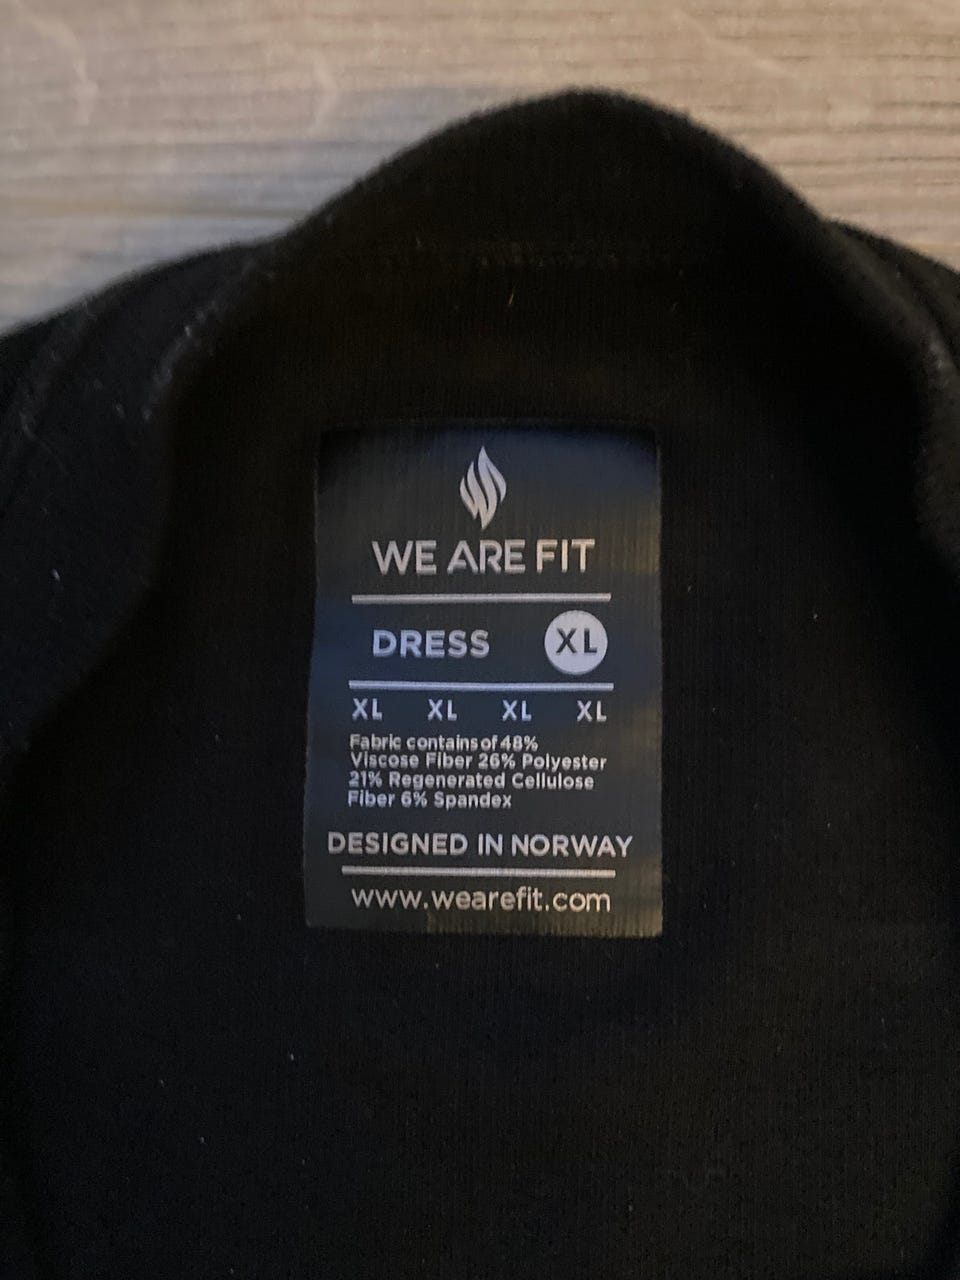 WE ARE FIT
DRESS XL
XL XL XL XL
Fabric contains of 48%
Viscose Fiber 26% Polyester
21% Regenerated Cellulose
Fiber 6% Spandex
DESIGNED IN NORWAY
www.wearefit.com